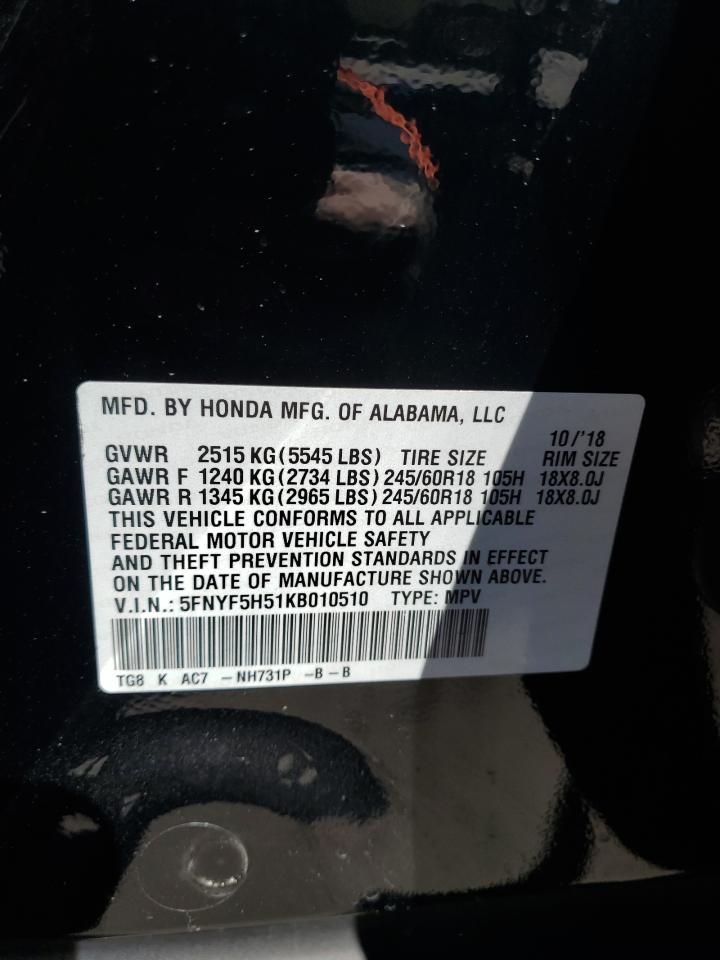 MFD. BY HONDA MFG. OF ALABAMA, LLC
10/'18
GVWR 2515 KG (5545 LBS) TIRE SIZE RIM SIZE
GAWR F 1240 KG (2734 LBS) 245/60R18 105H 18X8.0J
GAWR R 1345 KG (2965 LBS) 245/60R18 105H 18X8.0J
THIS VEHICLE CONFORMS TO ALL APPLICABLE
FEDERAL MOTOR VEHICLE SAFETY
AND THEFT PREVENTION STANDARDS IN EFFECT
ON THE DATE OF MANUFACTURE SHOWN ABOVE.
V.I.N.: 5FNYF5H51KB010510 TYPE: MPV
TG8 K AC7 -NH731P -B-B